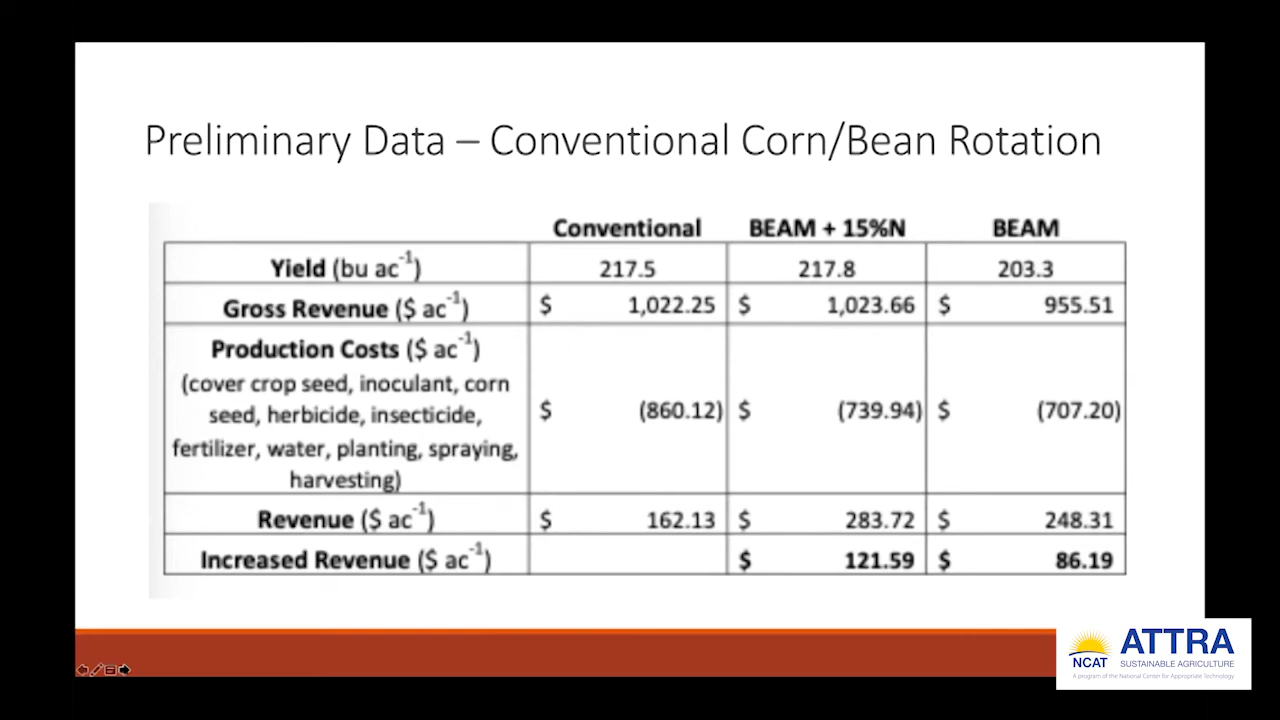 Preliminary Data – Conventional Corn/Bean Rotation
Conventional BEAM + 15%N BEAM
Yield (bu ac⁻¹) 217.5 217.8 203.3
Gross Revenue ($ ac⁻¹) $ 1,022.25 $ 1,023.66 $ 955.51
Production Costs ($ ac⁻¹)
(cover crop seed, inoculant, corn
seed, herbicide, insecticide, $ (860.12) $ (739.94) $ (707.20)
fertilizer, water, planting, spraying,
harvesting)
Revenue ($ ac⁻¹) $ 162.13 $ 283.72 $ 248.31
Increased Revenue ($ ac⁻¹) $ 121.59 $ 86.19
NCAT
ATTRA
SUSTAINABLE AGRICULTURE
A program of the National Center for Appropriate Technology